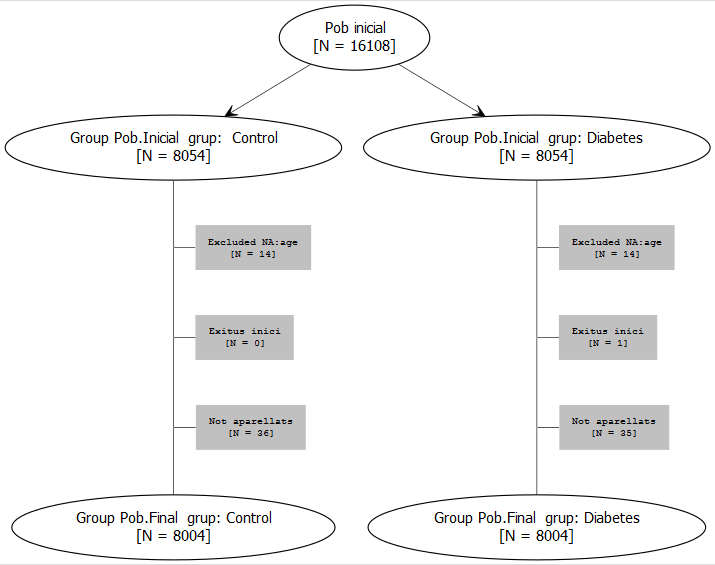 Pob inicial
[N = 16108]
Group Pob.Inicial grup: Control
[N = 8054]
Group Pob.Inicial grup: Diabetes
[N = 8054]
Excluded NA:age
[N = 14]
Excluded NA:age
[N = 14]
Exitus inici
[N = 0]
Exitus inici
[N = 1]
Not aparellats
[N = 36]
Not aparellats
[N = 35]
Group Pob.Final grup: Control
[N = 8004]
Group Pob.Final grup: Diabetes
[N = 8004]